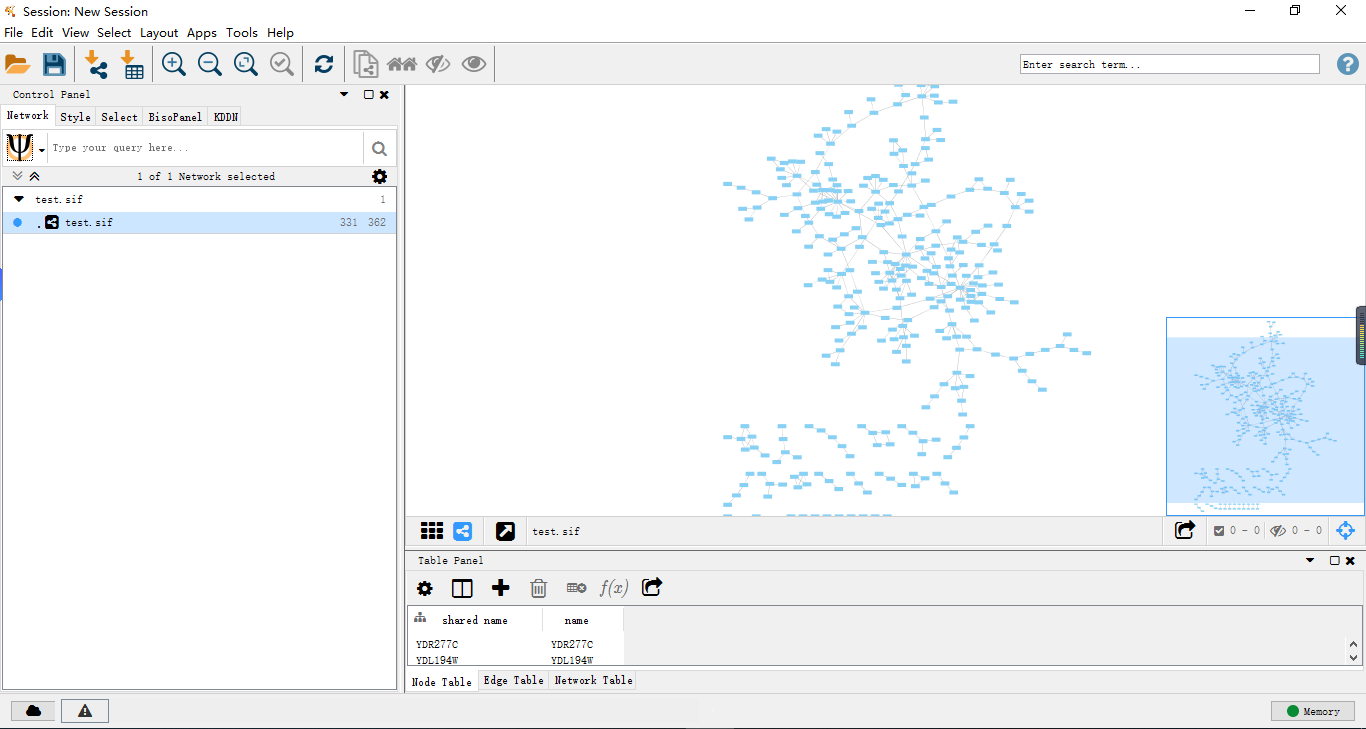 Session: New Session
File Edit View Select Layout Apps Tools Help
Enter search term...
?
Control Panel
Network Style Select BisoPanel KDDN
Ψ Type your query here...
1 of 1 Network selected
test.sif 1
test.sif 331 362
test.sif
0 - 0 0 - 0
Table Panel
f(x)
shared name name
YDR277C YDR277C
YDL194W YDL194W
Node Table Edge Table Network Table
Memory